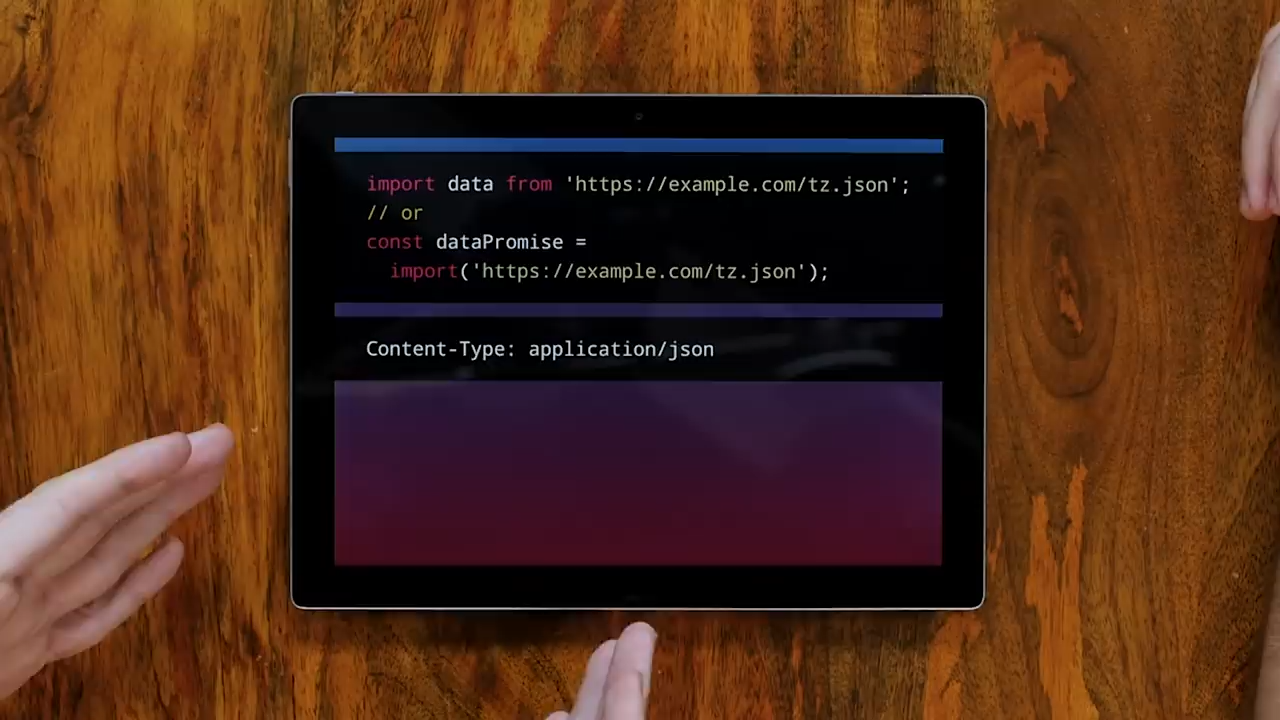 import data from 'https://example.com/tz.json';
// or
const dataPromise =
  import('https://example.com/tz.json');
Content-Type: application/json